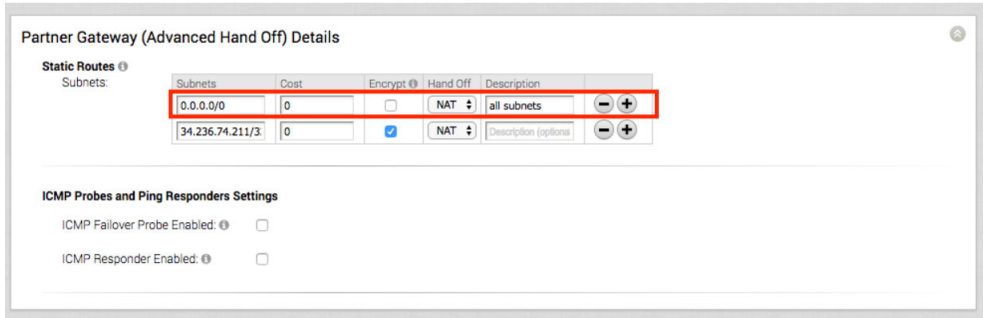 Partner Gateway (Advanced Hand Off) Details
Static Routes
Subnets:
Subnets Cost Encrypt Hand Off Description
0.0.0.0/0 0 NAT all subnets
34.236.74.211/3 0 NAT Description (optiona
ICMP Probes and Ping Responders Settings
ICMP Failover Probe Enabled:
ICMP Responder Enabled: